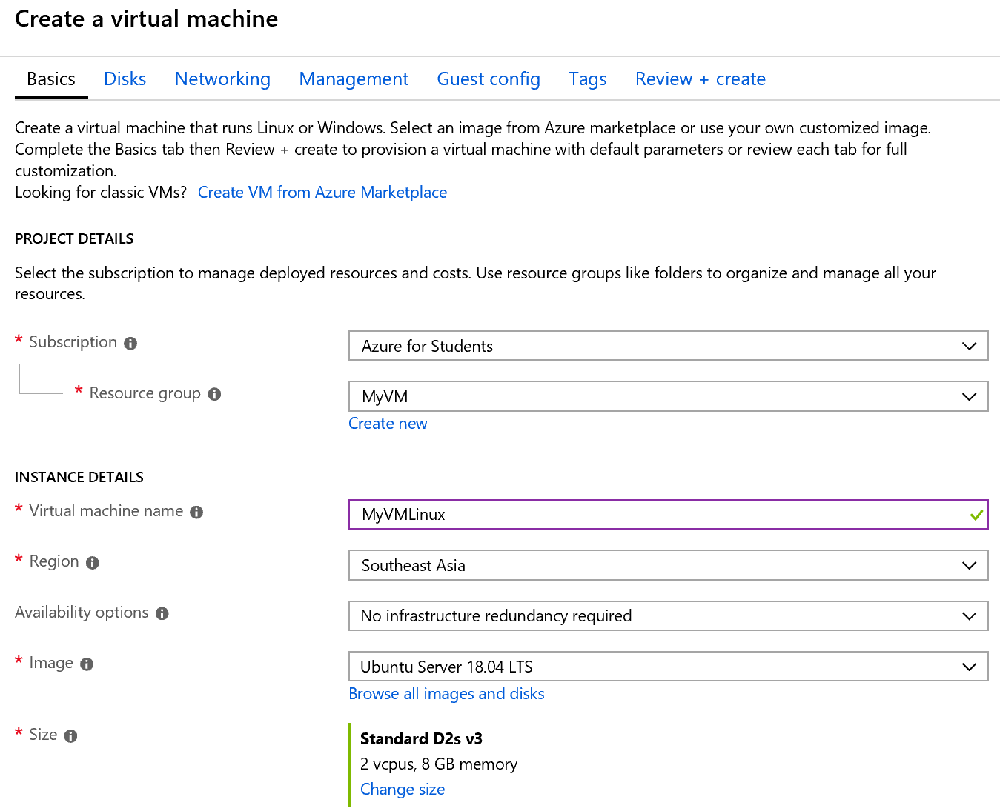 Create a virtual machine
Basics Disks Networking Management Guest config Tags Review + create
Create a virtual machine that runs Linux or Windows. Select an image from Azure marketplace or use your own customized image.
Complete the Basics tab then Review + create to provision a virtual machine with default parameters or review each tab for full
customization.
Looking for classic VMs? Create VM from Azure Marketplace
PROJECT DETAILS
Select the subscription to manage deployed resources and costs. Use resource groups like folders to organize and manage all your
resources.
* Subscription Azure for Students
* Resource group MyVM
Create new
INSTANCE DETAILS
* Virtual machine name MyVMLinux
* Region Southeast Asia
Availability options No infrastructure redundancy required
* Image Ubuntu Server 18.04 LTS
Browse all images and disks
* Size Standard D2s v3
2 vcpus, 8 GB memory
Change size